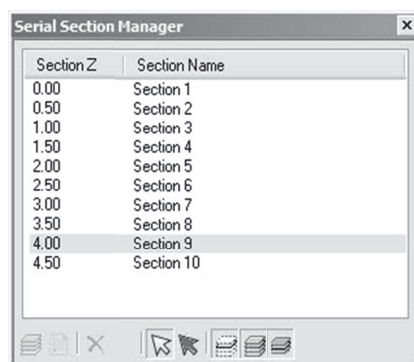 Serial Section Manager
Section Z Section Name
0.00 Section 1
0.50 Section 2
1.00 Section 3
1.50 Section 4
2.00 Section 5
2.50 Section 6
3.00 Section 7
3.50 Section 8
4.00 Section 9
4.50 Section 10